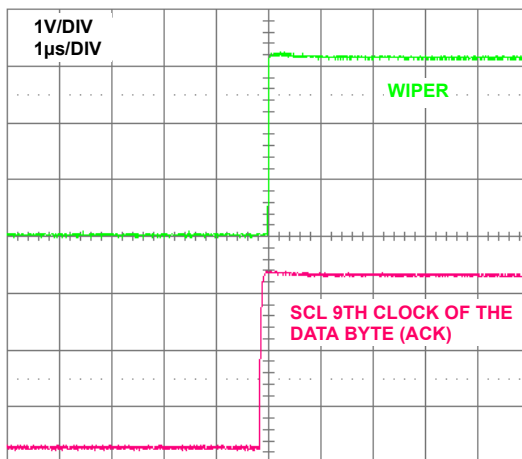 1V/DIV
1µs/DIV
WIPER
SCL 9TH CLOCK OF THE
DATA BYTE (ACK)